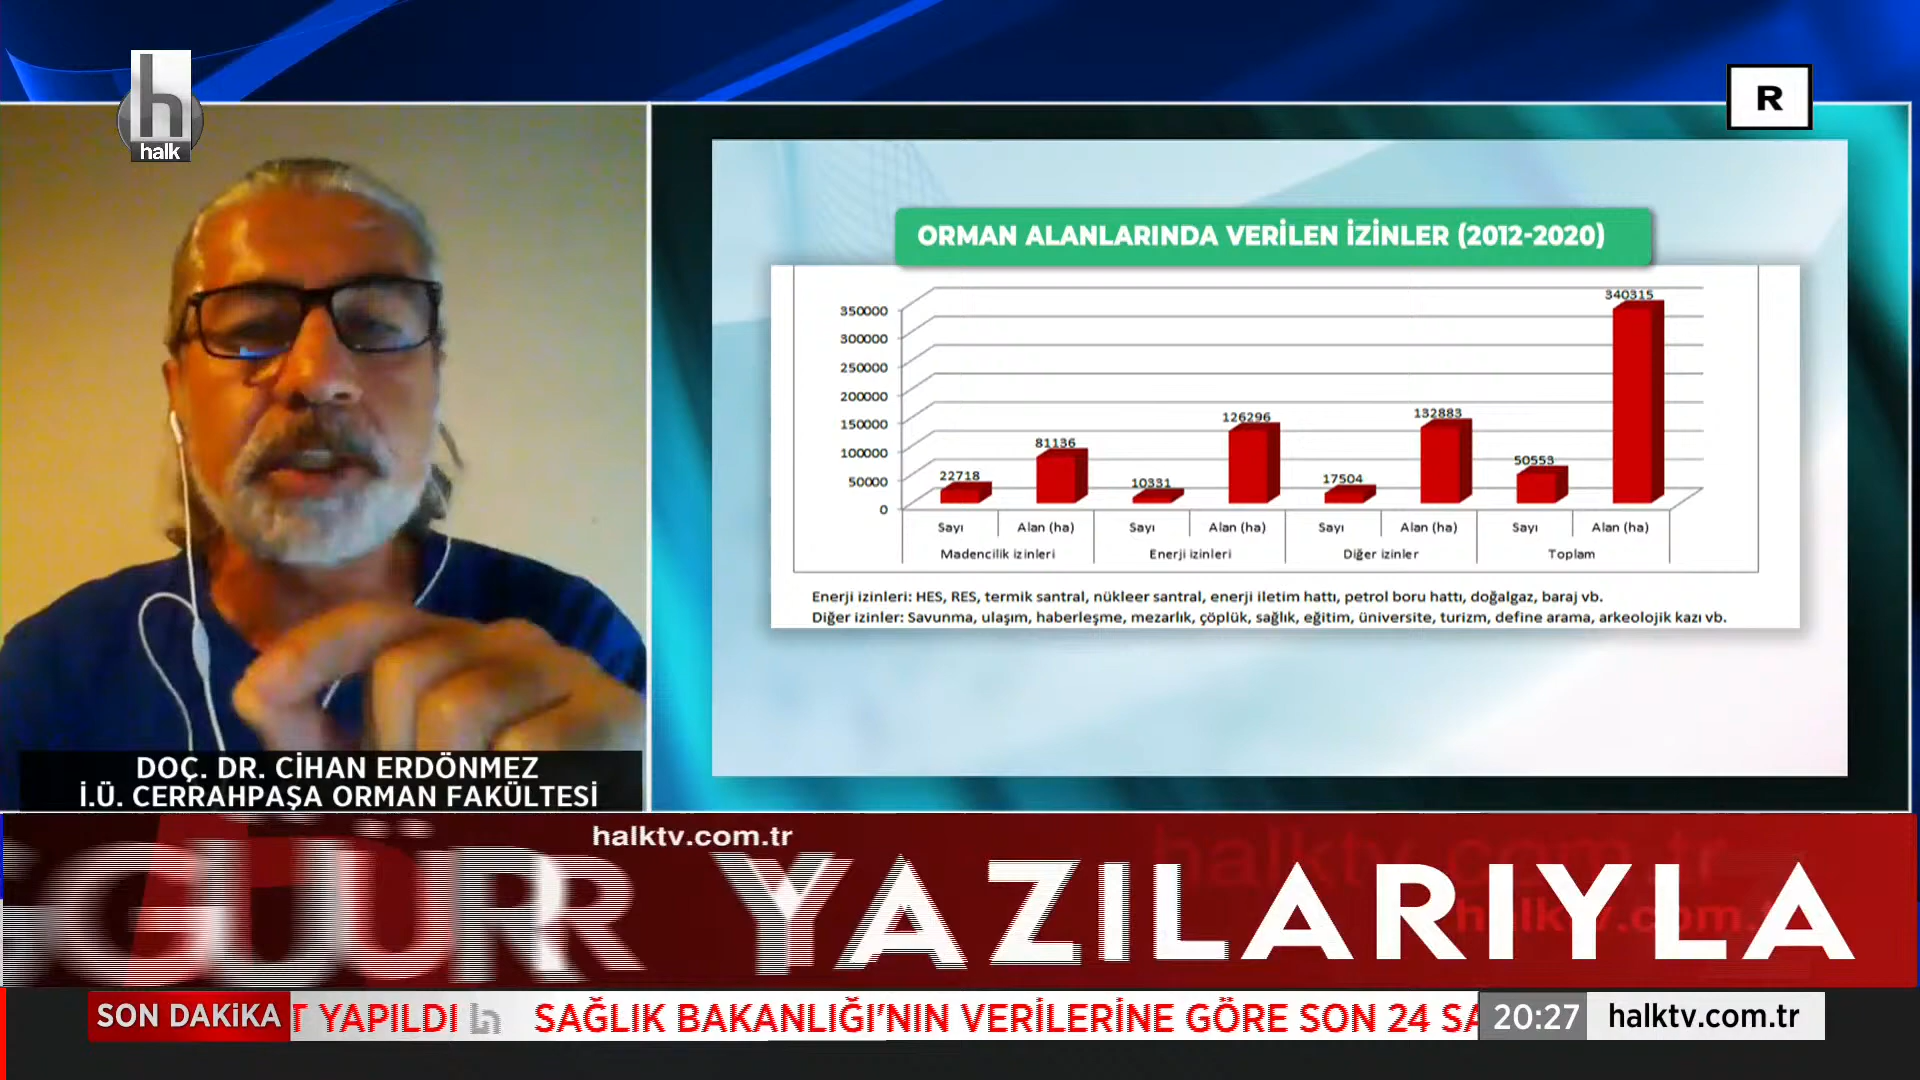 h
halk
R
ORMAN ALANLARINDA VERİLEN İZİNLER (2012-2020)
350000
300000
250000
200000
150000
100000
50000
0
22718
81136
10331
126296
17504
132883
50553
340315
Sayı Alan (ha) Sayı Alan (ha) Sayı Alan (ha) Sayı Alan (ha)
Madencilik izinleri Enerji izinleri Diğer izinler Toplam
Enerji izinleri: HES, RES, termik santral, nükleer santral, enerji iletim hattı, petrol boru hattı, doğalgaz, baraj vb.
Diğer izinler: Savunma, ulaşım, haberleşme, mezarlık, çöplük, sağlık, eğitim, üniversite, turizm, define arama, arkeolojik kazı vb.
DOÇ. DR. CİHAN ERDÖNMEZ
İ.Ü. CERRAHPAŞA ORMAN FAKÜLTESİ
halktv.com.tr
YAZILARIYLA
SON DAKİKA T YAPILDI h SAĞLIK BAKANLIĞI'NIN VERİLERİNE GÖRE SON 24 SA 20:27 halktv.com.tr